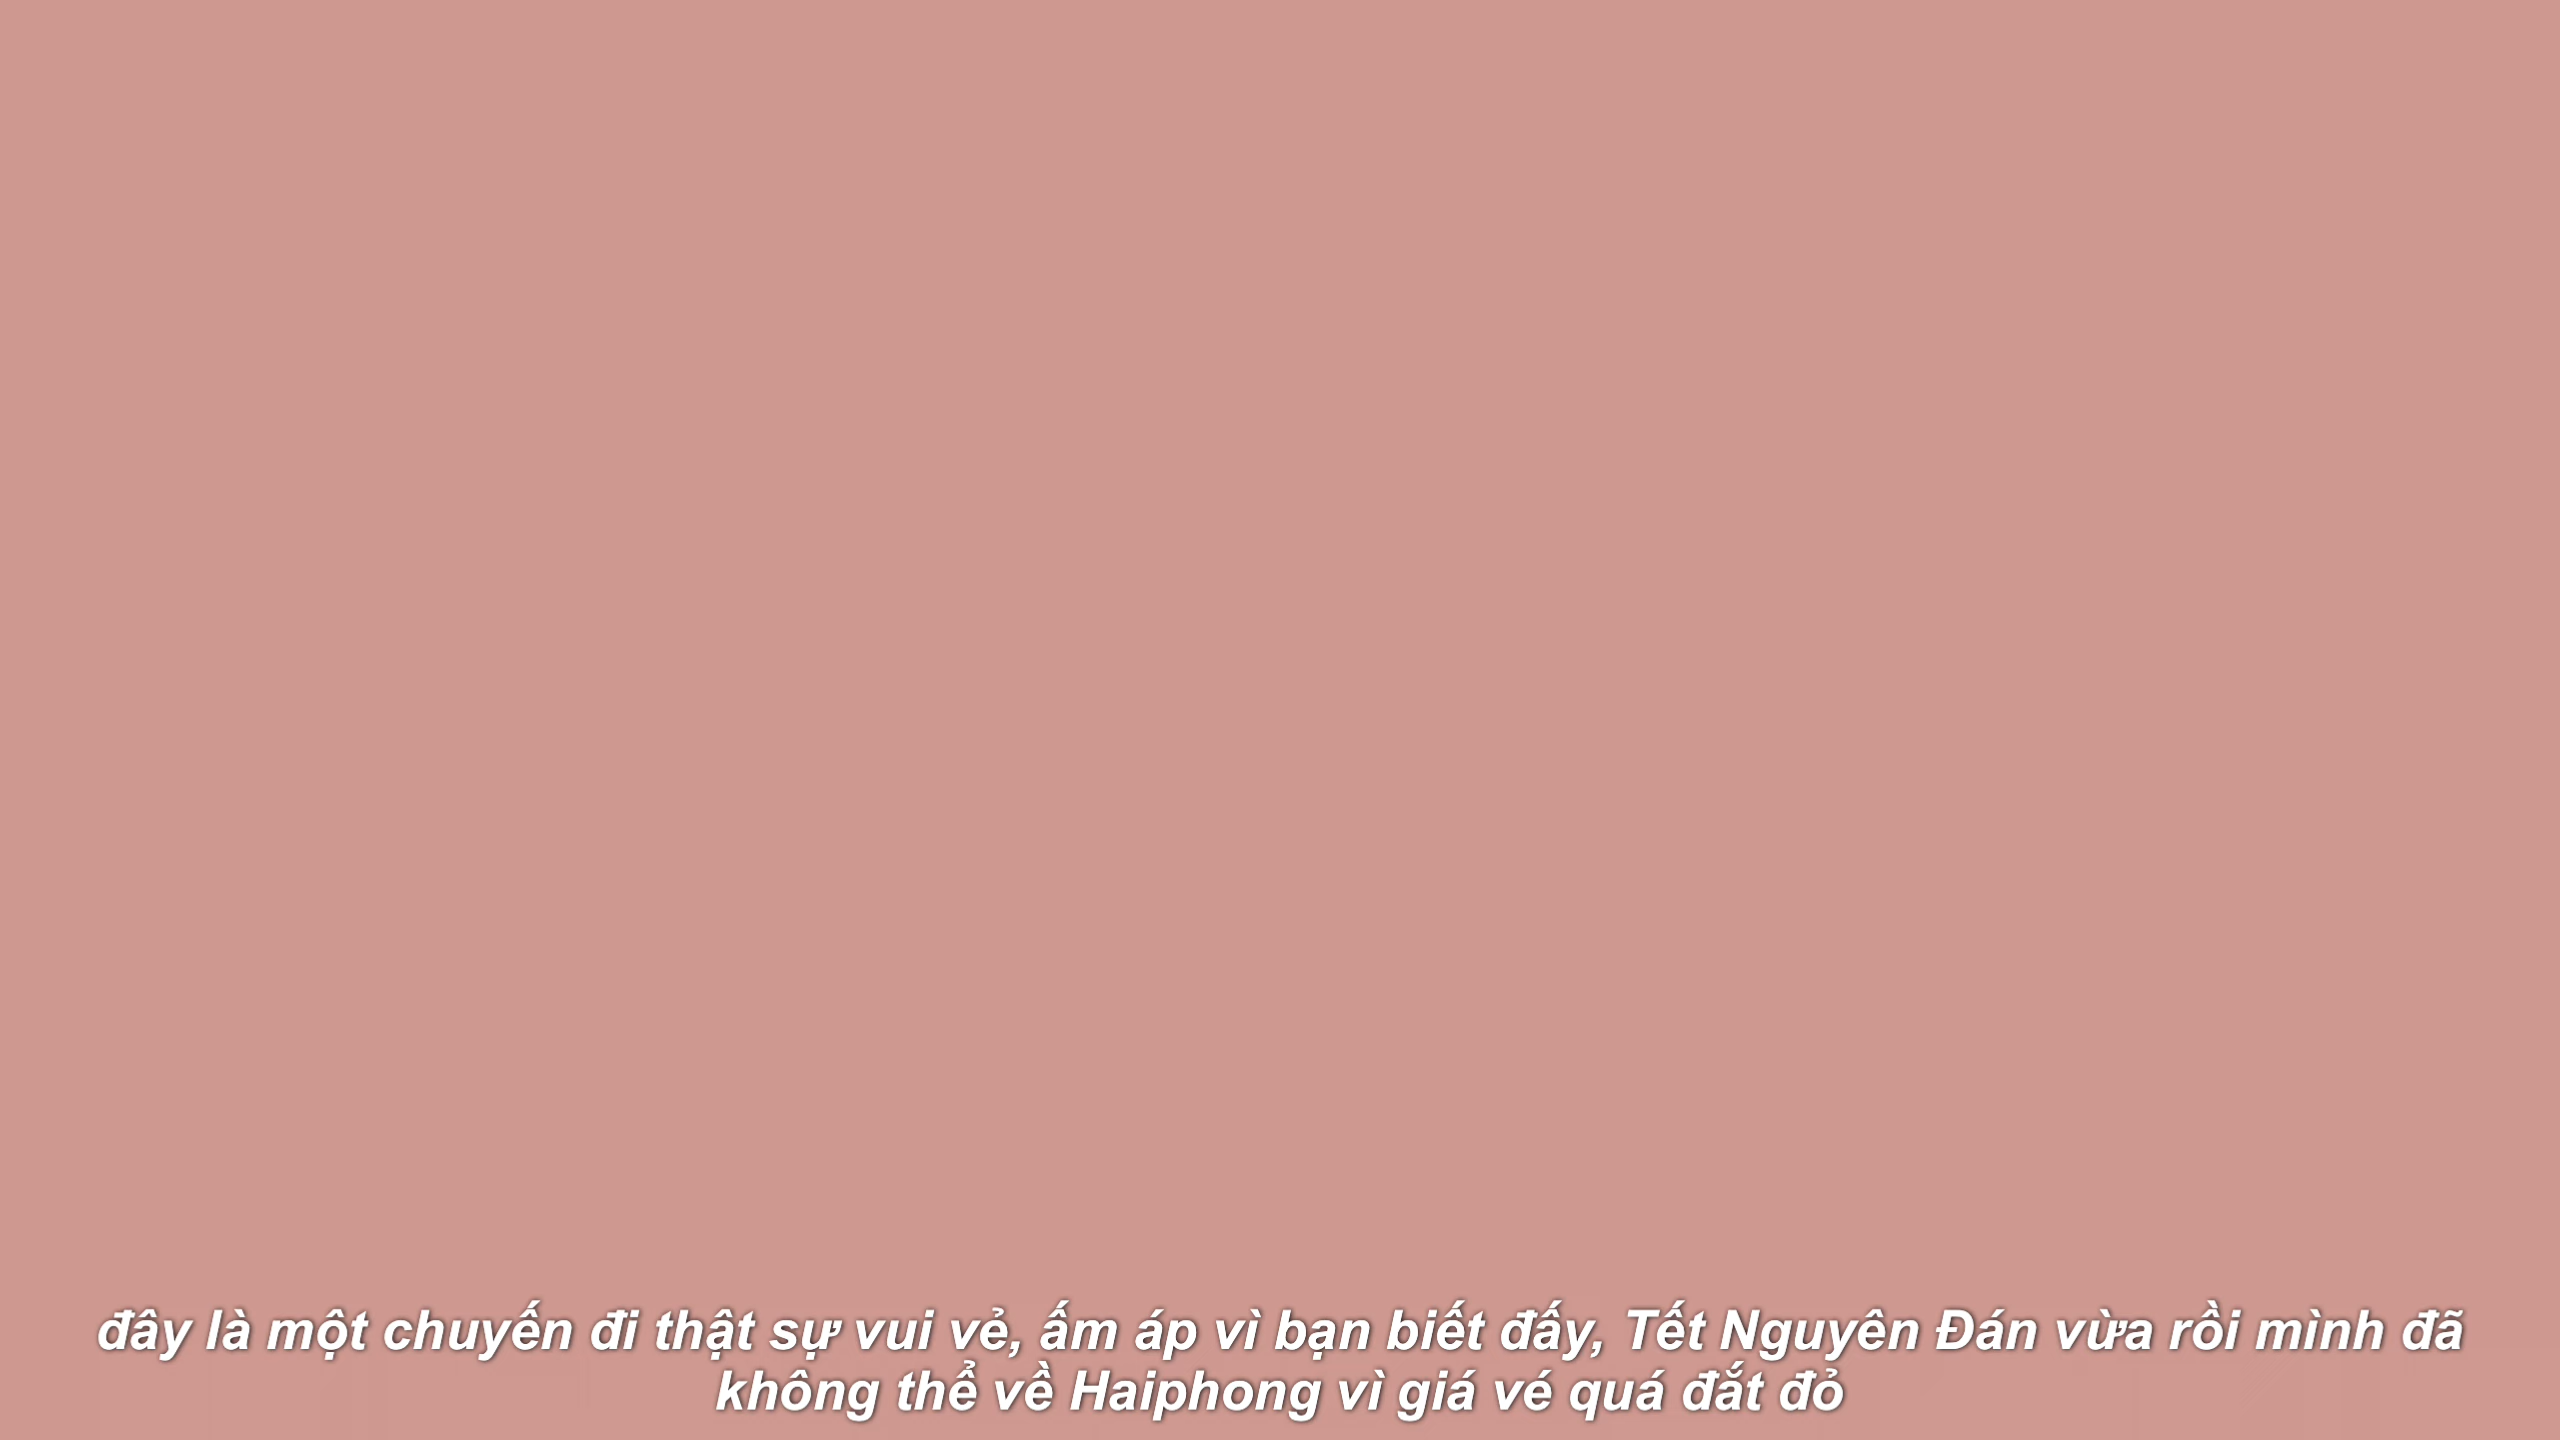 đây là một chuyến đi thật sự vui vẻ, ấm áp vì bạn biết đấy, Tết Nguyên Đán vừa rồi mình đã
không thể về Haiphong vì giá vé quá đắt đỏ